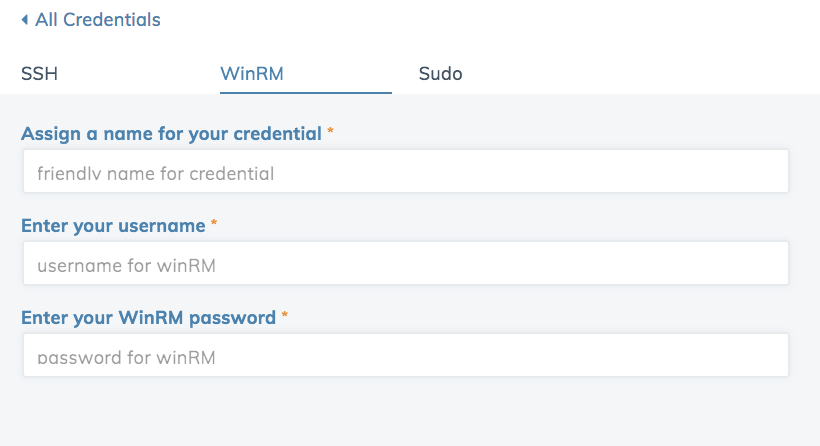 All Credentials
SSH WinRM Sudo
Assign a name for your credential *
friendly name for credential
Enter your username *
username for winRM
Enter your WinRM password *
password for winRM